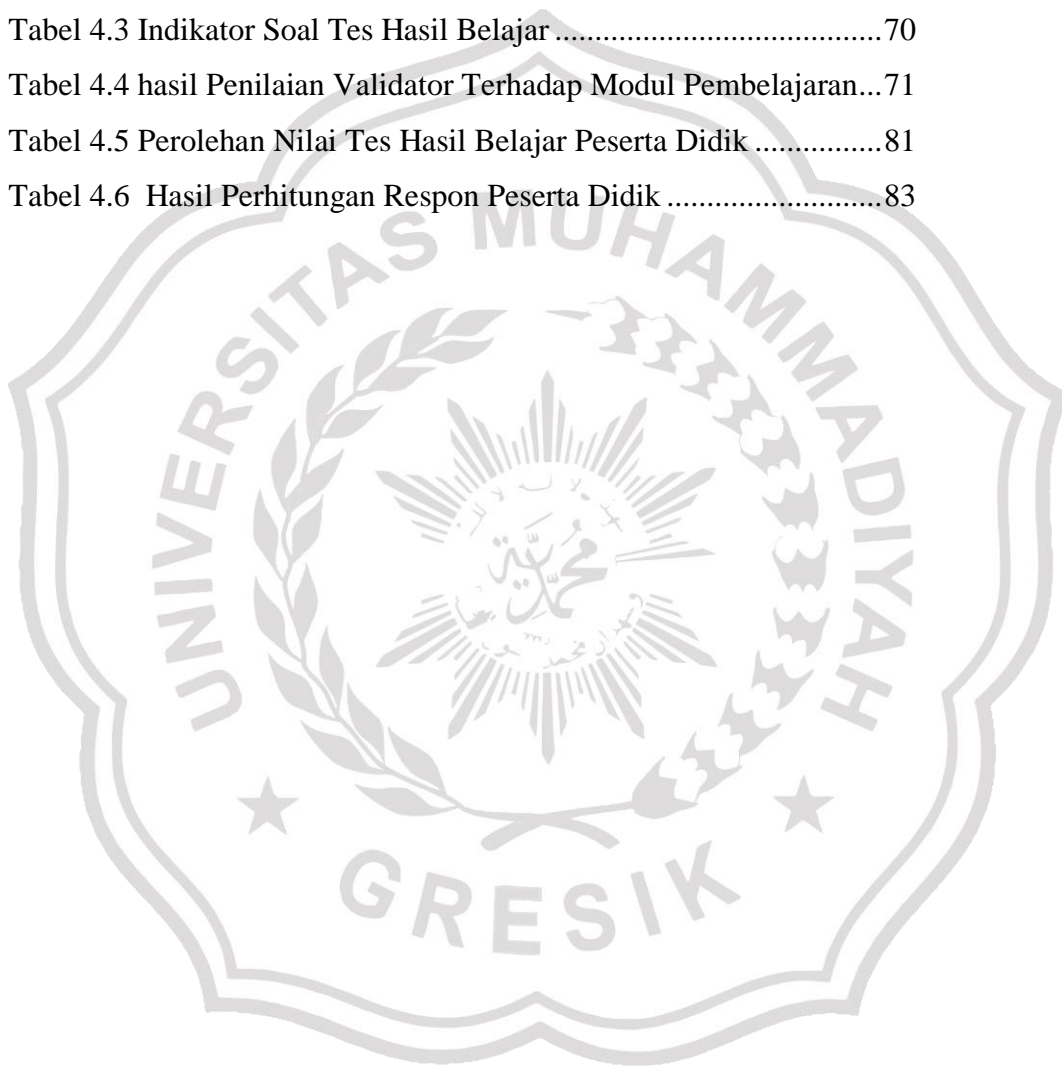 Tabel 4.3 Indikator Soal Tes Hasil Belajar .........................................70
Tabel 4.4 hasil Penilaian Validator Terhadap Modul Pembelajaran...71
Tabel 4.5 Perolehan Nilai Tes Hasil Belajar Peserta Didik ................81
Tabel 4.6 Hasil Perhitungan Respon Peserta Didik ...........................83
UNIVERSITAS MUHAMMADIYAH
GRESIK